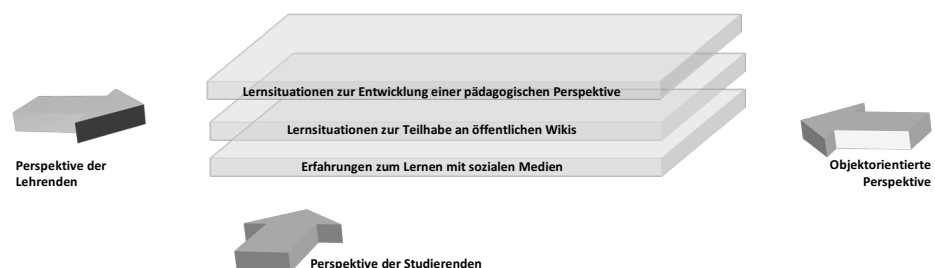 Lernsituationen zur Entwicklung einer pädagogischen Perspektive
Lernsituationen zur Teilhabe an öffentlichen Wikis
Erfahrungen zum Lernen mit sozialen Medien
Perspektive der
Lehrenden
Objektorientierte
Perspektive
Perspektive der Studierenden